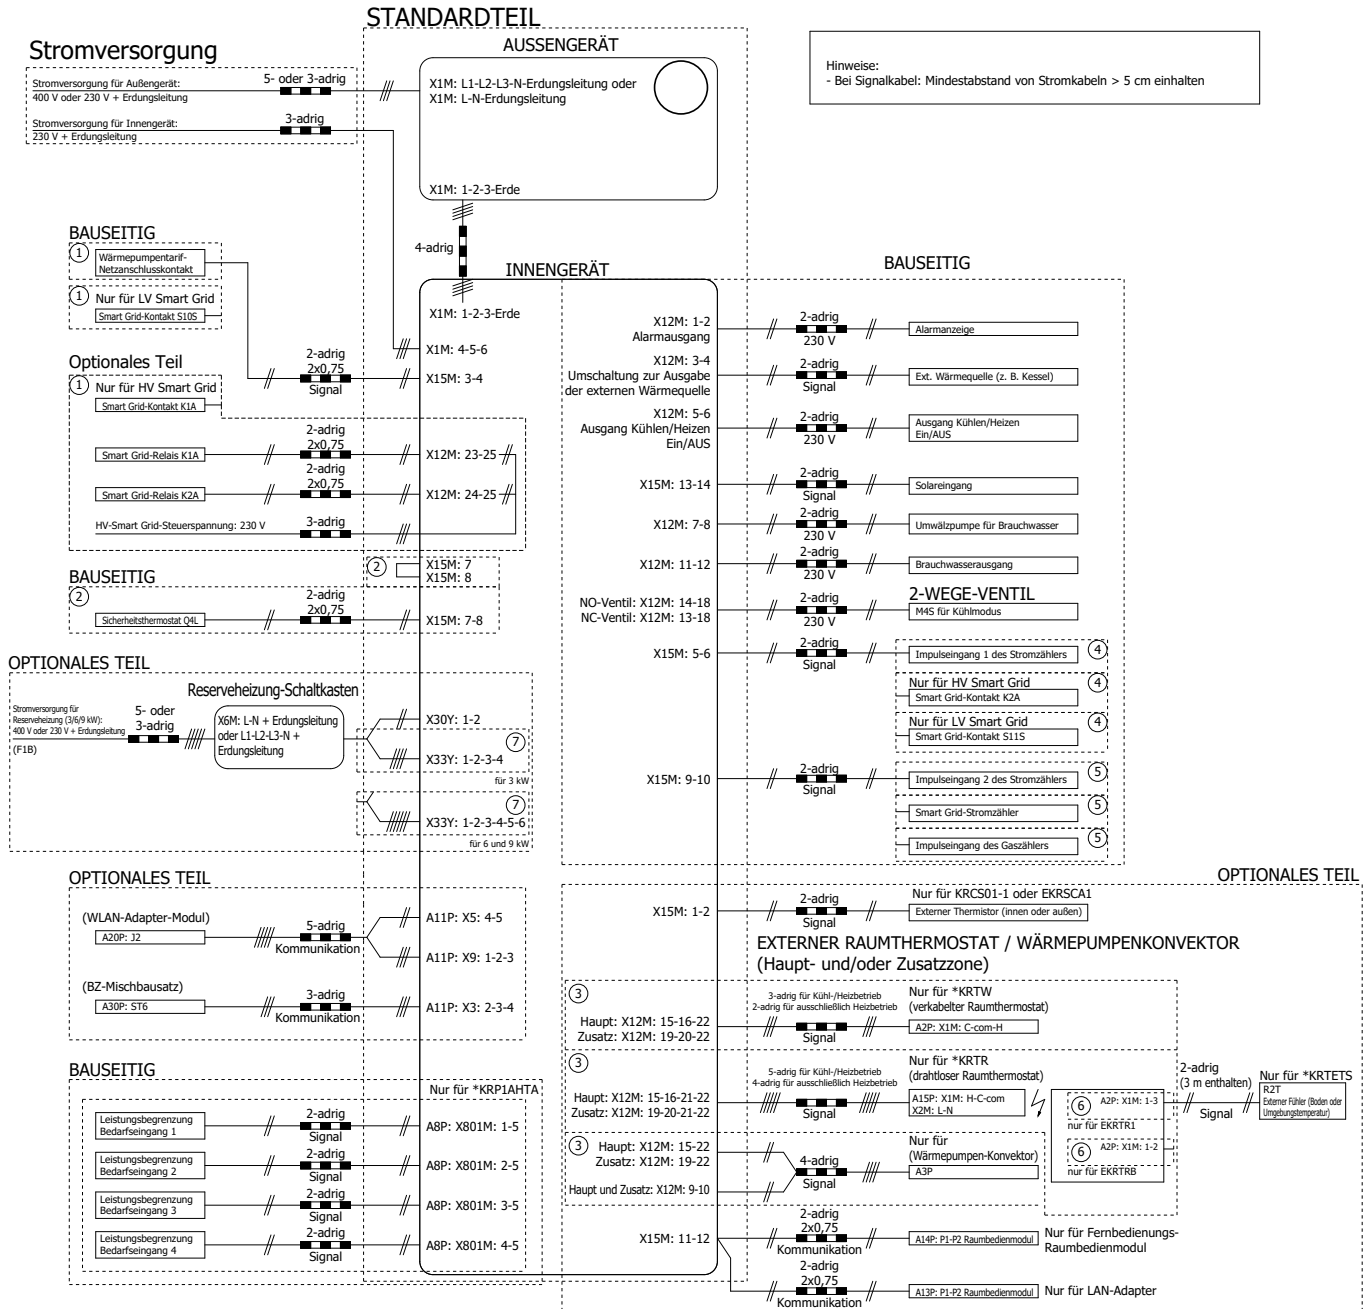 STANDARDTEIL
Stromversorgung
Stromversorgung für Außengerät:
400 V oder 230 V + Erdungsleitung
5- oder 3-adrig
Stromversorgung für Innengerät:
230 V + Erdungsleitung
3-adrig
AUSSENGERÄT
X1M: L1-L2-L3-N-Erdungsleitung oder
X1M: L-N-Erdungsleitung
X1M: 1-2-3-Erde
Hinweise:
- Bei Signalkabel: Mindestabstand von Stromkabeln > 5 cm einhalten
4-adrig
INNENGERÄT
X1M: 1-2-3-Erde
X1M: 4-5-6
BAUSEITIG
1
Wärmepumpentarif-
Netzanschlusskontakt
1
Nur für LV Smart Grid
Smart Grid-Kontakt S10S
2-adrig
2x0,75
Signal
X15M: 3-4
Optionales Teil
1
Nur für HV Smart Grid
Smart Grid-Kontakt K1A
Smart Grid-Relais K1A
2-adrig
2x0,75
X12M: 23-25
Smart Grid-Relais K2A
2-adrig
2x0,75
X12M: 24-25
HV-Smart Grid-Steuerspannung: 230 V
3-adrig
2
X15M: 7
X15M: 8
BAUSEITIG
2
Sicherheitsthermostat Q4L
2-adrig
2x0,75
X15M: 7-8
OPTIONALES TEIL
Stromversorgung für
Reserveheizung (3/6/9 kW):
400 V oder 230 V + Erdungsleitung
(F1B)
5- oder
3-adrig
Reserveheizung-Schaltkasten
X6M: L-N + Erdungsleitung
oder L1-L2-L3-N +
Erdungsleitung
X30Y: 1-2
7
X33Y: 1-2-3-4
für 3 kW
7
X33Y: 1-2-3-4-5-6
für 6 und 9 kW
OPTIONALES TEIL
(WLAN-Adapter-Modul)
A20P: J2
5-adrig
Kommunikation
A11P: X5: 4-5
A11P: X9: 1-2-3
(BZ-Mischbausatz)
A30P: ST6
3-adrig
Kommunikation
A11P: X3: 2-3-4
BAUSEITIG
Nur für *KRP1AHTA
Leistungsbegrenzung
Bedarfseingang 1
2-adrig
Signal
A8P: X801M: 1-5
Leistungsbegrenzung
Bedarfseingang 2
2-adrig
Signal
A8P: X801M: 2-5
Leistungsbegrenzung
Bedarfseingang 3
2-adrig
Signal
A8P: X801M: 3-5
Leistungsbegrenzung
Bedarfseingang 4
2-adrig
Signal
A8P: X801M: 4-5
BAUSEITIG
X12M: 1-2
Alarmausgang
2-adrig
230 V
Alarmanzeige
X12M: 3-4
Umschaltung zur Ausgabe
der externen Wärmequelle
2-adrig
Signal
Ext. Wärmequelle (z. B. Kessel)
X12M: 5-6
Ausgang Kühlen/Heizen
Ein/AUS
2-adrig
230 V
Ausgang Kühlen/Heizen
Ein/AUS
X15M: 13-14
2-adrig
Signal
Solareingang
X12M: 7-8
2-adrig
230 V
Umwälzpumpe für Brauchwasser
X12M: 11-12
2-adrig
230 V
Brauchwasserausgang
NO-Ventil: X12M: 14-18
NC-Ventil: X12M: 13-18
2-adrig
230 V
2-WEGE-VENTIL
M4S für Kühlmodus
X15M: 5-6
2-adrig
Signal
Impulseingang 1 des Stromzählers
4
Nur für HV Smart Grid
Smart Grid-Kontakt K2A
4
Nur für LV Smart Grid
Smart Grid-Kontakt S11S
4
X15M: 9-10
2-adrig
Signal
Impulseingang 2 des Stromzählers
5
Smart Grid-Stromzähler
5
Impulseingang des Gaszählers
5
OPTIONALES TEIL
X15M: 1-2
2-adrig
Signal
Nur für KRCS01-1 oder EKRSCA1
Externer Thermistor (innen oder außen)
EXTERNER RAUMTHERMOSTAT / WÄRMEPUMPENKONVEKTOR
(Haupt- und/oder Zusatzzone)
3
Haupt: X12M: 15-16-22
Zusatz: X12M: 19-20-22
3-adrig für Kühl-/Heizbetrieb
2-adrig für ausschließlich Heizbetrieb
Signal
Nur für *KRTW
(verkabelter Raumthermostat)
A2P: X1M: C-com-H
3
Haupt: X12M: 15-16-21-22
Zusatz: X12M: 19-20-21-22
5-adrig für Kühl-/Heizbetrieb
4-adrig für ausschließlich Heizbetrieb
Signal
Nur für *KRTR
(drahtloser Raumthermostat)
A15P: X1M: H-C-com
X2M: L-N
6
A2P: X1M: 1-3
nur für EKRTR1
6
A2P: X1M: 1-2
nur für EKRTRB
2-adrig
(3 m enthalten)
Signal
Nur für *KRTETS
R2T
Externer Fühler (Boden oder
Umgebungstemperatur)
3
Haupt: X12M: 15-22
Zusatz: X12M: 19-22
Haupt und Zusatz: X12M: 9-10
4-adrig
Signal
Nur für
(Wärmepumpen-Konvektor)
A3P
X15M: 11-12
2-adrig
2x0,75
Kommunikation
A14P: P1-P2 Raumbedienmodul
Nur für Fernbedienungs-
Raumbedienmodul
2-adrig
2x0,75
Kommunikation
A13P: P1-P2 Raumbedienmodul
Nur für LAN-Adapter